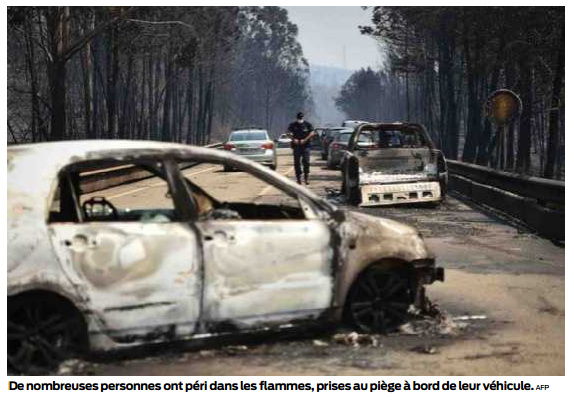 De nombreuses personnes ont péri dans les flammes, prises au piège à bord de leur véhicule. AFP